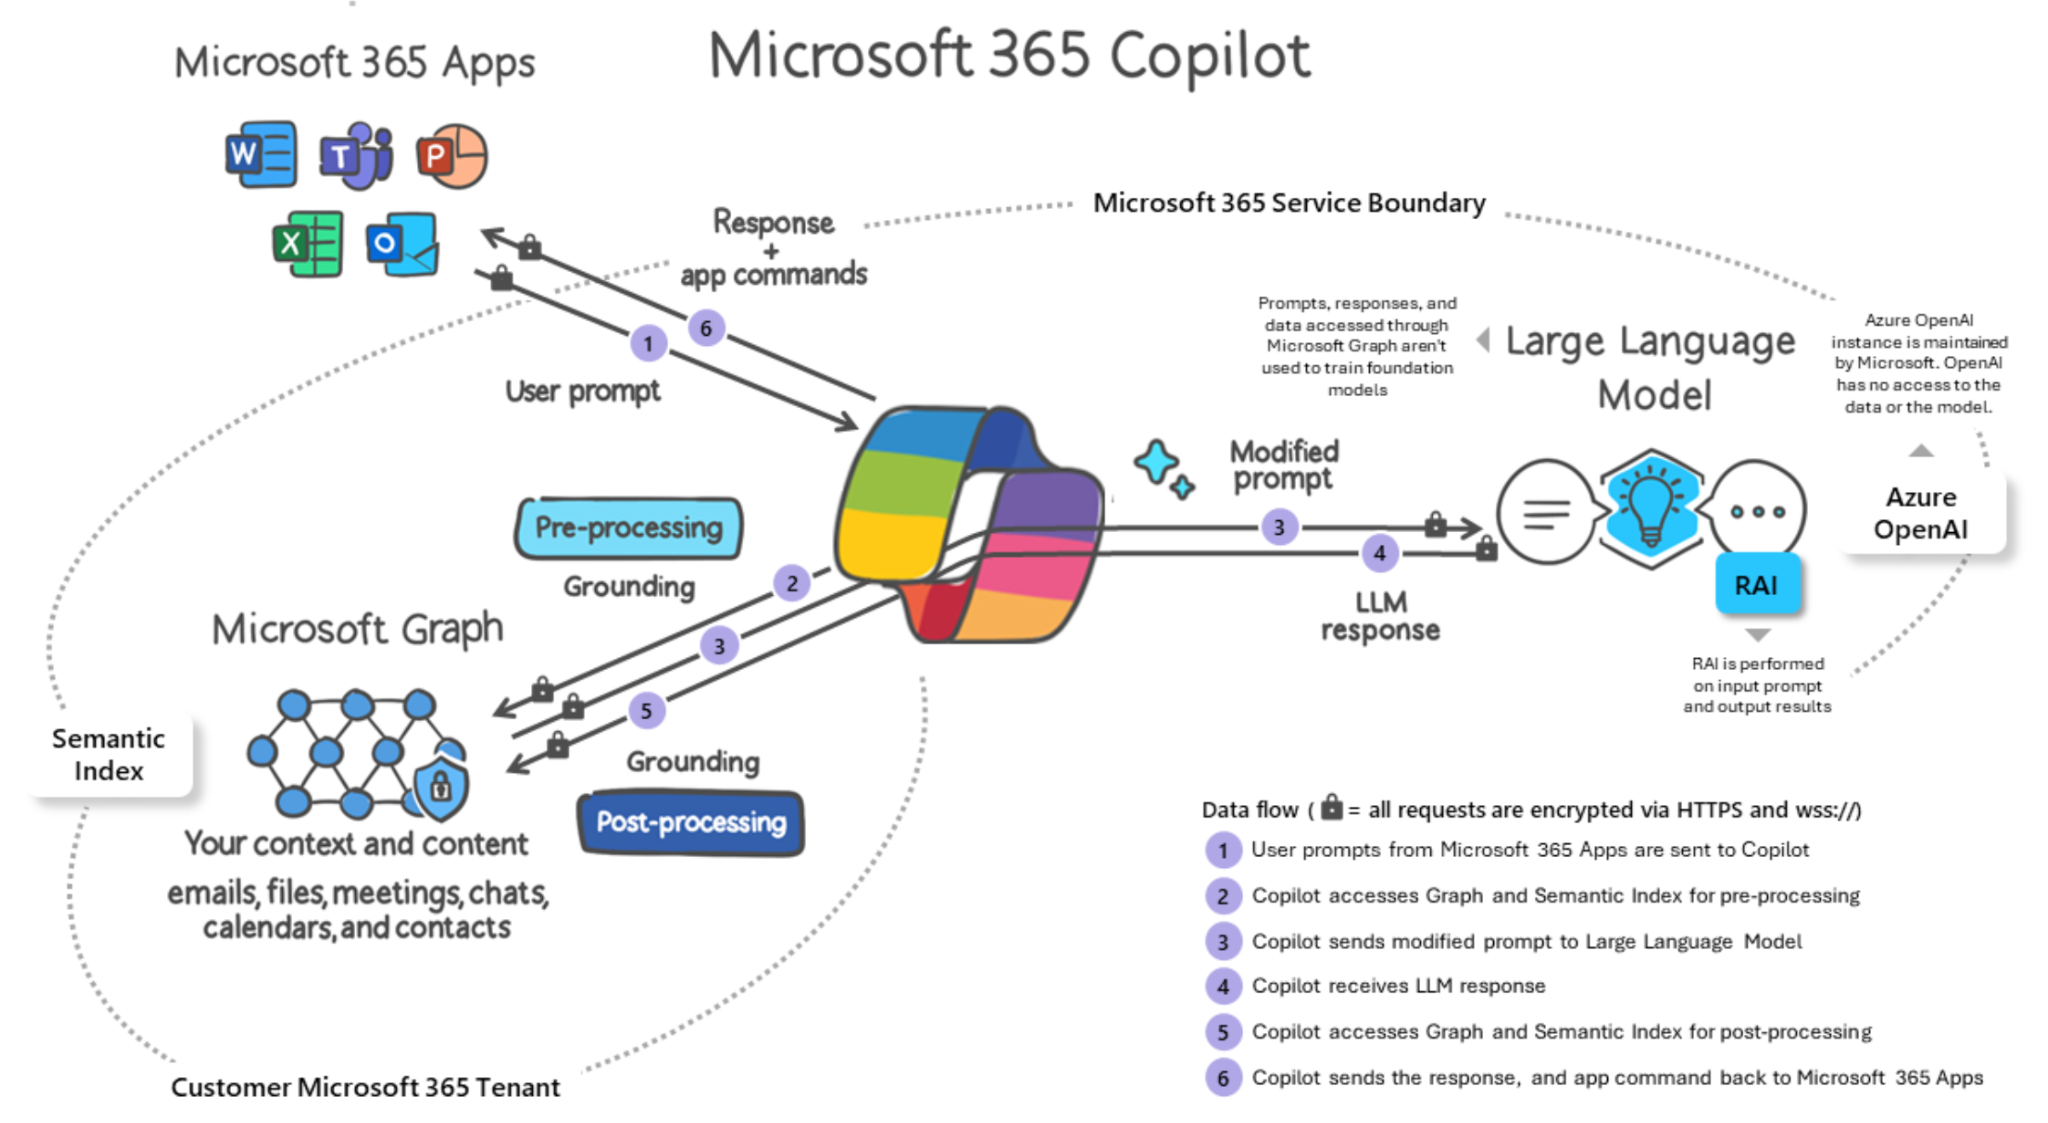 Microsoft 365 Apps
Microsoft 365 Copilot
W
T
P
X
O
Response
+
app commands
Microsoft 365 Service Boundary
6
1
User prompt
Prompts, responses, and
data accessed through
Microsoft Graph aren't
used to train foundation
models
Large Language
Model
Azure OpenAI
instance is maintained
by Microsoft. OpenAI
has no access to the
data or the model.
Modified
prompt
3
4
LLM
response
Azure
OpenAI
RAI
RAI is performed
on input prompt
and output results
Pre-processing
Grounding
2
3
5
Microsoft Graph
Semantic
Index
Grounding
Post-processing
Your context and content
emails, files, meetings, chats,
calendars, and contacts
Customer Microsoft 365 Tenant
Data flow ( = all requests are encrypted via HTTPS and wss://)
1 User prompts from Microsoft 365 Apps are sent to Copilot
2 Copilot accesses Graph and Semantic Index for pre-processing
3 Copilot sends modified prompt to Large Language Model
4 Copilot receives LLM response
5 Copilot accesses Graph and Semantic Index for post-processing
6 Copilot sends the response, and app command back to Microsoft 365 Apps